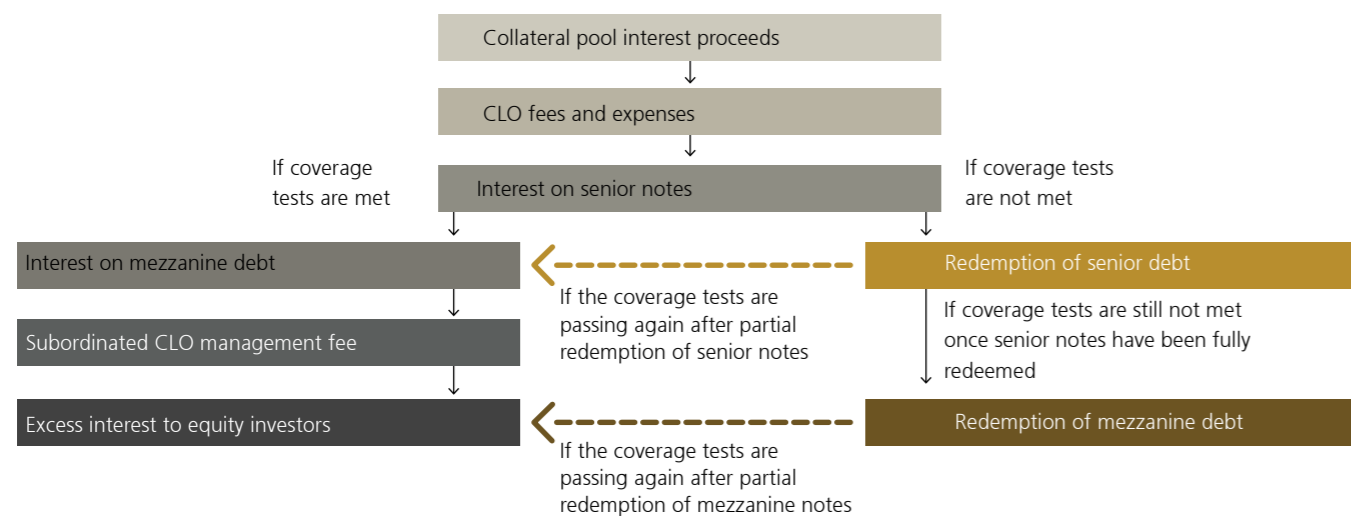 Collateral pool interest proceeds
CLO fees and expenses
If coverage
tests are met
Interest on senior notes
If coverage tests
are not met
Interest on mezzanine debt
Redemption of senior debt
If the coverage tests are
passing again after partial
redemption of senior notes
If coverage tests are still not met
once senior notes have been fully
redeemed
Subordinated CLO management fee
Excess interest to equity investors
Redemption of mezzanine debt
If the coverage tests are
passing again after partial
redemption of mezzanine notes